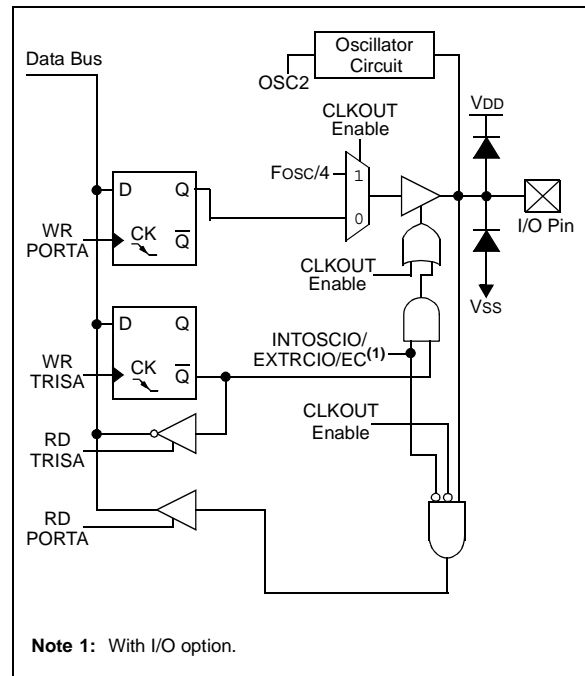 Data Bus
Oscillator
Circuit
OSC2
VDD
CLKOUT
Enable
FOSC/4
1
0
D
Q
CK
Q̅
WR
PORTA
I/O Pin
CLKOUT
Enable
VSS
D
Q
CK
Q̅
WR
TRISA
INTOSCIO/
EXTRCIO/EC(1)
CLKOUT
Enable
RD
TRISA
RD
PORTA
Note 1: With I/O option.